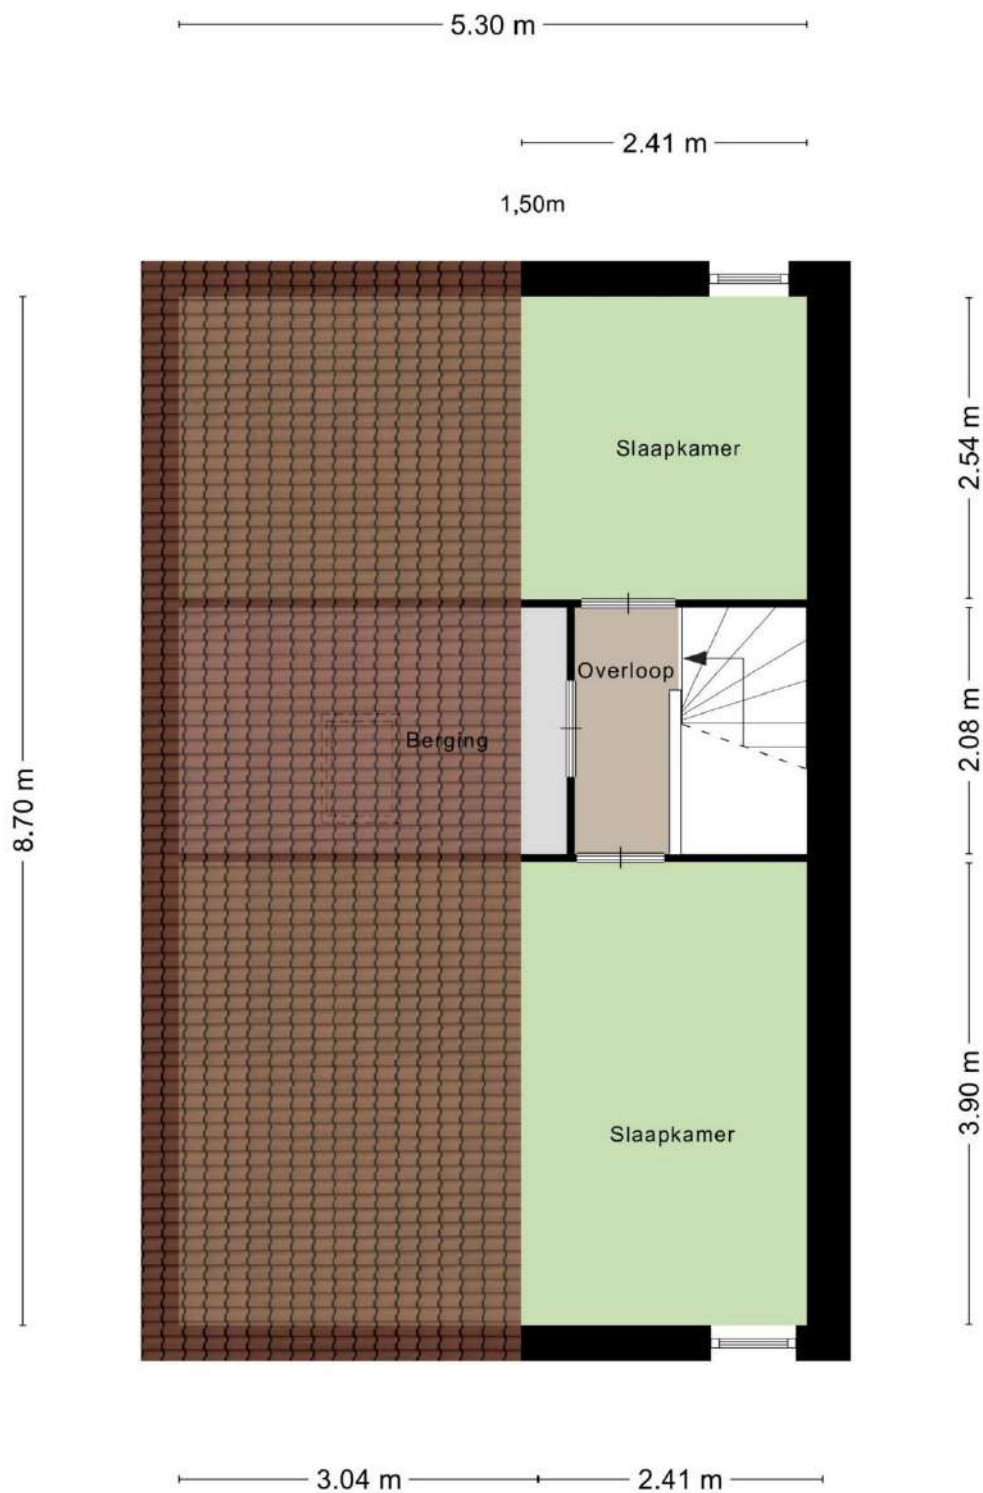 5.30 m
2.41 m
1,50m
Slaapkamer
2.54 m
Overloop
Berging
2.08 m
8.70 m
Slaapkamer
3.90 m
3.04 m
2.41 m